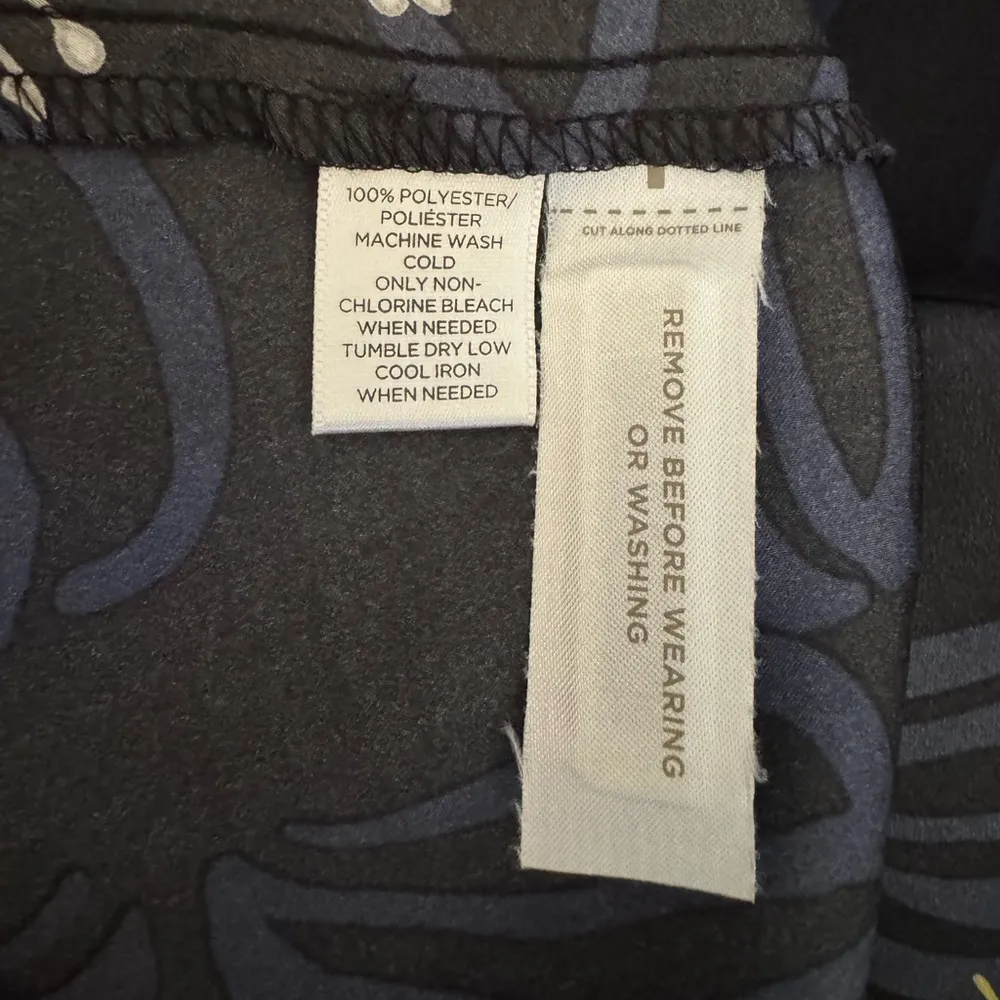 100% POLYESTER/
POLIÉSTER
MACHINE WASH
COLD
ONLY NON-
CHLORINE BLEACH
WHEN NEEDED
TUMBLE DRY LOW
COOL IRON
WHEN NEEDED
CUT ALONG DOTTED LINE
REMOVE BEFORE WEARING
OR WASHING